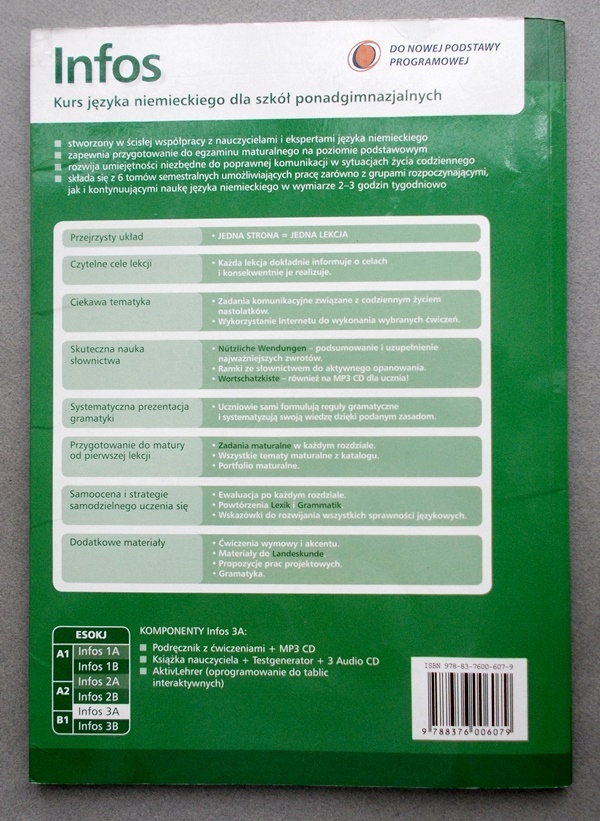 Infos
DO NOWEJ PODSTAWY
PROGRAMOWEJ
Kurs języka niemieckiego dla szkół ponadgimnazjalnych
stworzony w ścisłej współpracy z nauczycielami i ekspertami języka niemieckiego
zapewnia przygotowanie do egzaminu maturalnego na poziomie podstawowym
rozwija umiejętności niezbędne do poprawnej komunikacji w sytuacjach życia codziennego
składa się z 6 tomów semestralnych umożliwiających pracę zarówno z grupami rozpoczynającymi,
jak i kontynuującymi naukę języka niemieckiego w wymiarze 2–3 godzin tygodniowo
Przejrzysty układ
• JEDNA STRONA = JEDNA LEKCJA
Czytelne cele lekcji
• Każda lekcja dokładnie informuje o celach
i konsekwentnie je realizuje.
Ciekawa tematyka
• Zadania komunikacyjne związane z codziennym życiem
nastolatków.
• Wykorzystanie Internetu do wykonania wybranych ćwiczeń.
Skuteczna nauka
słownictwa
• Nützliche Wendungen – podsumowanie i uzupełnienie
najważniejszych zwrotów.
• Ramki ze słownictwem do aktywnego opanowania.
• Wortschatzkiste – również na MP3 CD dla ucznia!
Systematyczna prezentacja
gramatyki
• Uczniowie sami formułują reguły gramatyczne
i systematyzują swoją wiedzę dzięki podanym zasadom.
Przygotowanie do matury
od pierwszej lekcji
• Zadania maturalne w każdym rozdziale.
• Wszystkie tematy maturalne z katalogu.
• Portfolio maturalne.
Samoocena i strategie
samodzielnego uczenia się
• Ewaluacja po każdym rozdziale.
• Powtórzenia Lexik i Grammatik.
• Wskazówki do rozwijania wszystkich sprawności językowych.
Dodatkowe materiały
• Ćwiczenia wymowy i akcentu.
• Materiały do Landeskunde.
• Propozycje prac projektowych.
• Gramatyka.
ESOKJ
A1
Infos 1A
Infos 1B
A2
Infos 2A
Infos 2B
B1
Infos 3A
Infos 3B
KOMPONENTY Infos 3A:
Podręcznik z ćwiczeniami + MP3 CD
Książka nauczyciela + Testgenerator + 3 Audio CD
AktivLehrer (oprogramowanie do tablic
interaktywnych)
ISBN 978-83-7600-607-9
9 788376 006079